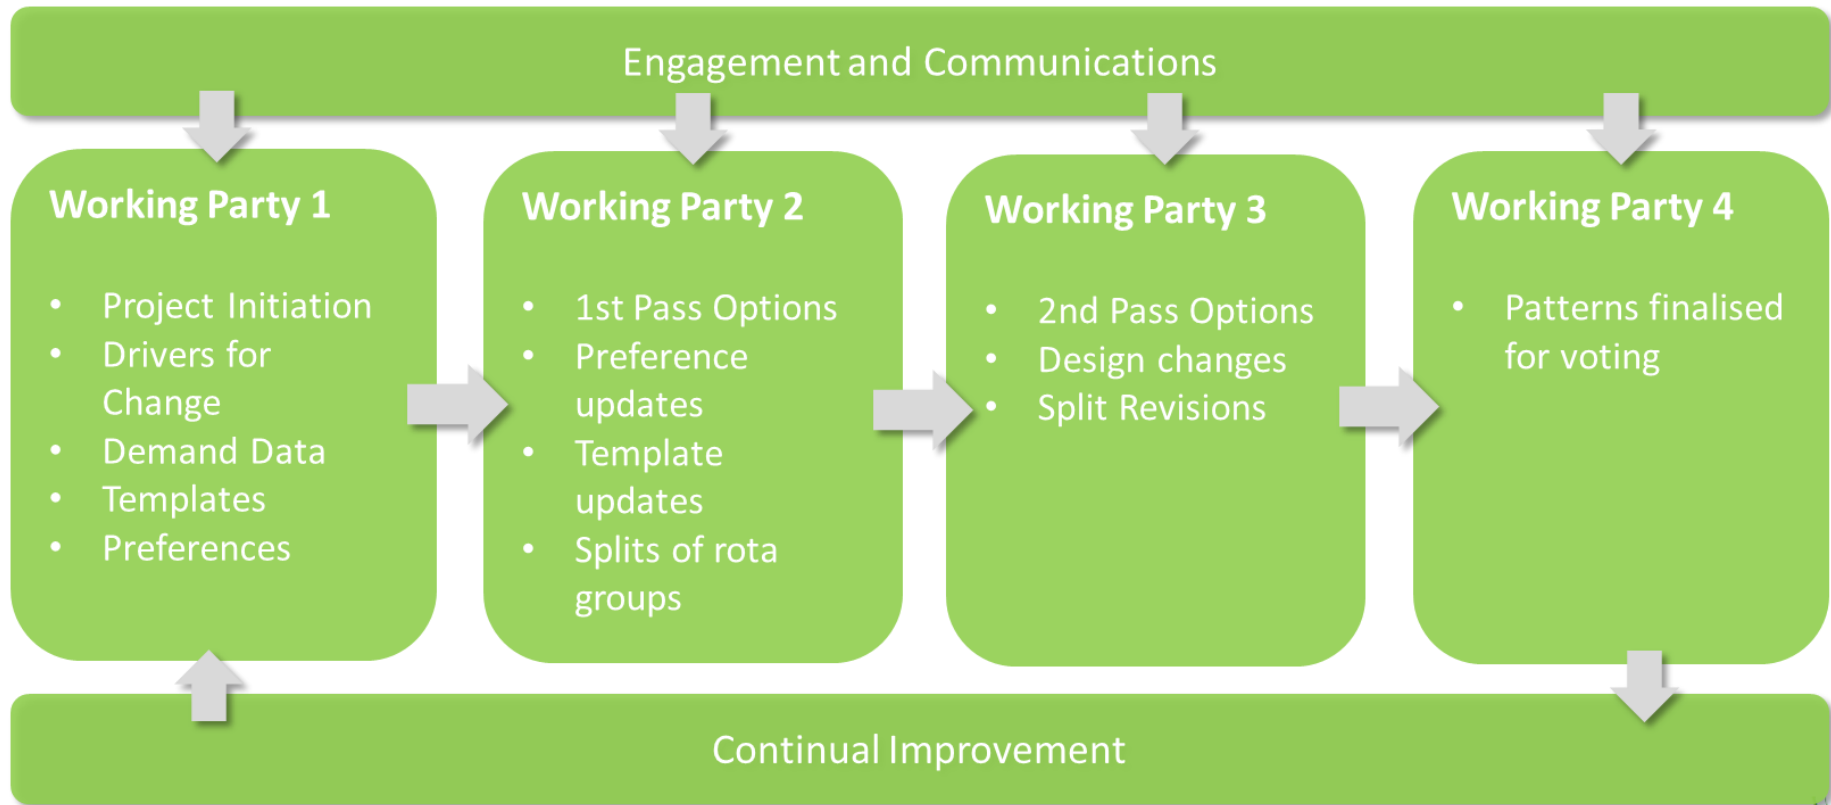 Engagement and Communications
Working Party 1
• Project Initiation
• Drivers for
Change
• Demand Data
• Templates
• Preferences
Working Party 2
• 1st Pass Options
• Preference
updates
• Template
updates
• Splits of rota
groups
Working Party 3
• 2nd Pass Options
• Design changes
• Split Revisions
Working Party 4
• Patterns finalised
for voting
Continual Improvement